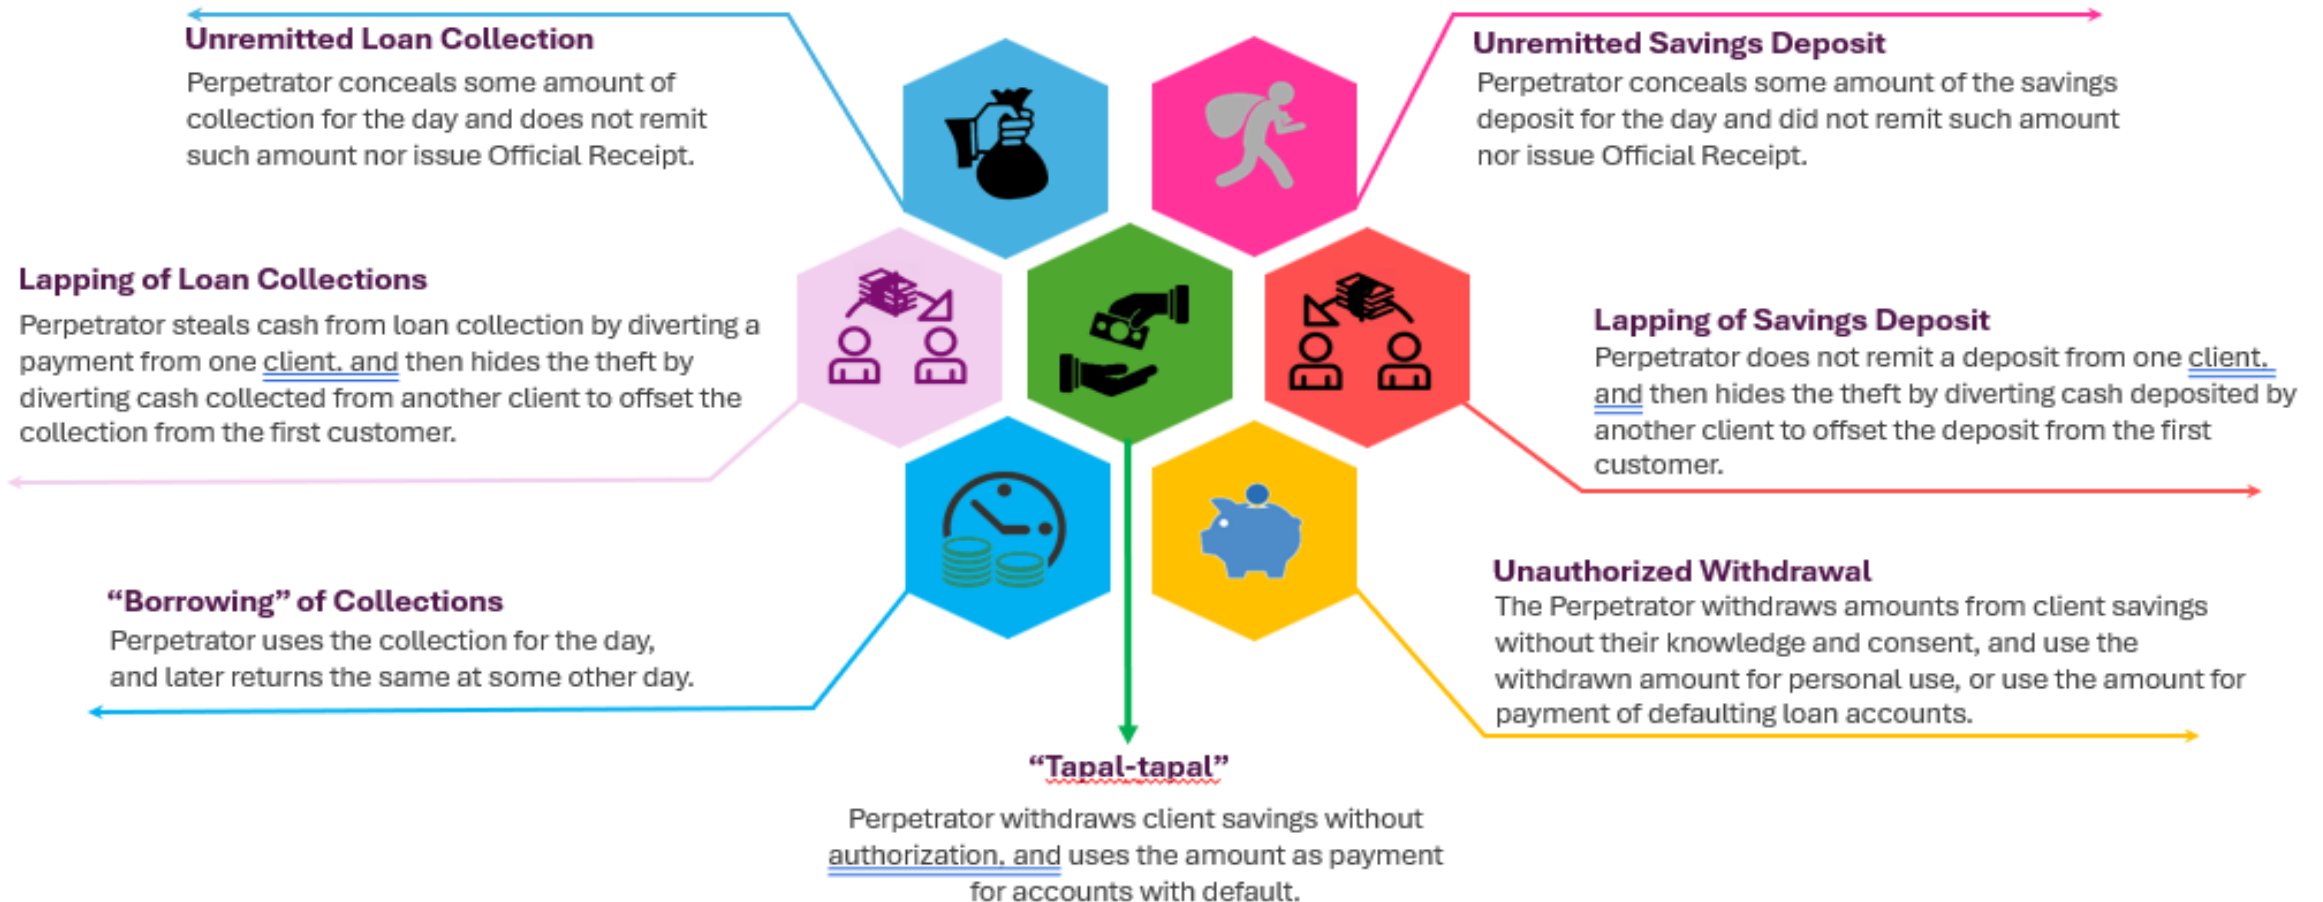 Unremitted Loan Collection
Perpetrator conceals some amount of
collection for the day and does not remit
such amount nor issue Official Receipt.
Unremitted Savings Deposit
Perpetrator conceals some amount of the savings
deposit for the day and did not remit such amount
nor issue Official Receipt.
Lapping of Loan Collections
Perpetrator steals cash from loan collection by diverting a
payment from one client, and then hides the theft by
diverting cash collected from another client to offset the
collection from the first customer.
Lapping of Savings Deposit
Perpetrator does not remit a deposit from one client,
and then hides the theft by diverting cash deposited by
another client to offset the deposit from the first
customer.
“Borrowing” of Collections
Perpetrator uses the collection for the day,
and later returns the same at some other day.
Unauthorized Withdrawal
The Perpetrator withdraws amounts from client savings
without their knowledge and consent, and use the
withdrawn amount for personal use, or use the amount for
payment of defaulting loan accounts.
“Tapal-tapal”
Perpetrator withdraws client savings without
authorization, and uses the amount as payment
for accounts with default.